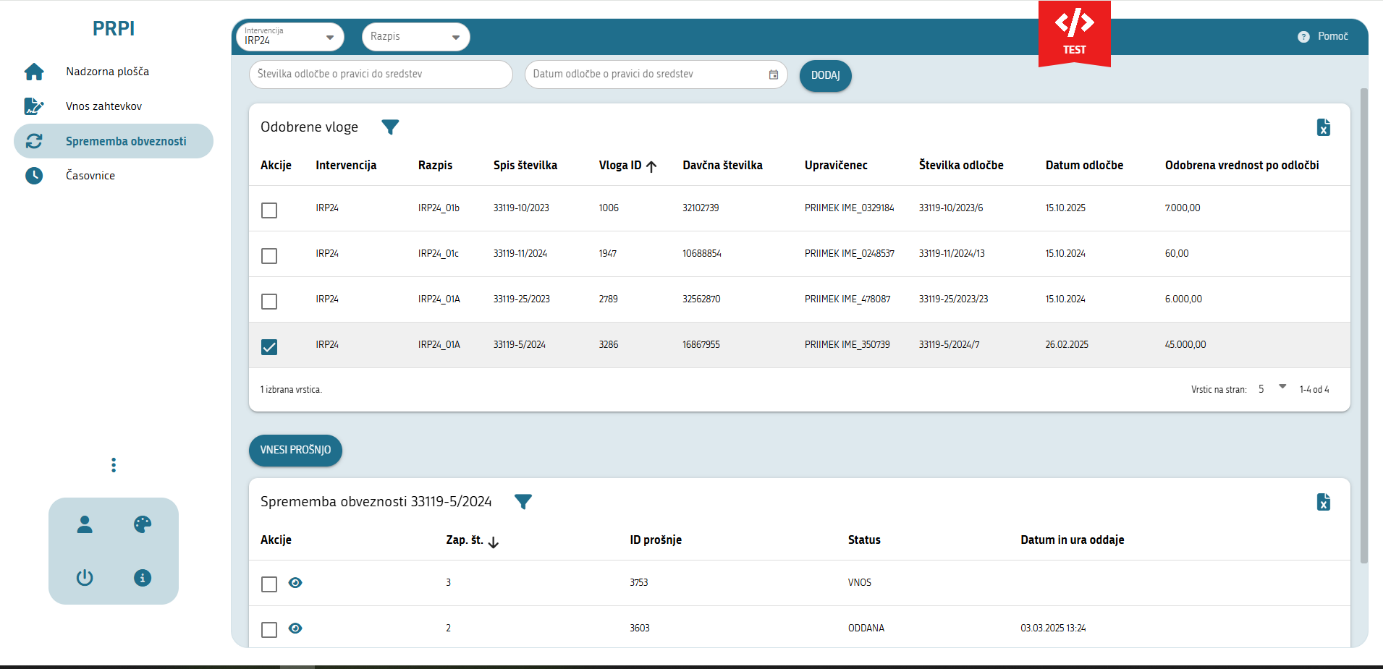 PRPI
Nadzorna plošča
Vnos zahtevkov
Sprememba obveznosti
Časovnice
Intervencija
IRP24
Razpis
</>
TEST
Pomoč
Številka odločbe o pravici do sredstev
Datum odločbe o pravici do sredstev
DODAJ
Odobrene vloge
Akcije Intervencija Razpis Spis številka Vloga ID Davčna številka Upravičenec Številka odločbe Datum odločbe Odobrena vrednost po odločbi
IRP24 IRP24_01b 33119-10/2023 1006 32102739 PRIIMEK IME_0329184 33119-10/2023/6 15.10.2025 7.000,00
IRP24 IRP24_01c 33119-11/2024 1947 10688854 PRIIMEK IME_0248537 33119-11/2024/13 15.10.2024 60,00
IRP24 IRP24_01A 33119-25/2023 2789 32562870 PRIIMEK IME_478087 33119-25/2023/23 15.10.2024 6.000,00
IRP24 IRP24_01A 33119-5/2024 3286 16867955 PRIIMEK IME_350739 33119-5/2024/7 26.02.2025 45.000,00
1 izbrana vrstica.
Vrstic na stran: 5 1-4 od 4
VNESI PROŠNJO
Sprememba obveznosti 33119-5/2024
Akcije Zap. št. ID prošnje Status Datum in ura oddaje
3 3753 VNOS
2 3603 ODDANA 03.03.2025 13:24